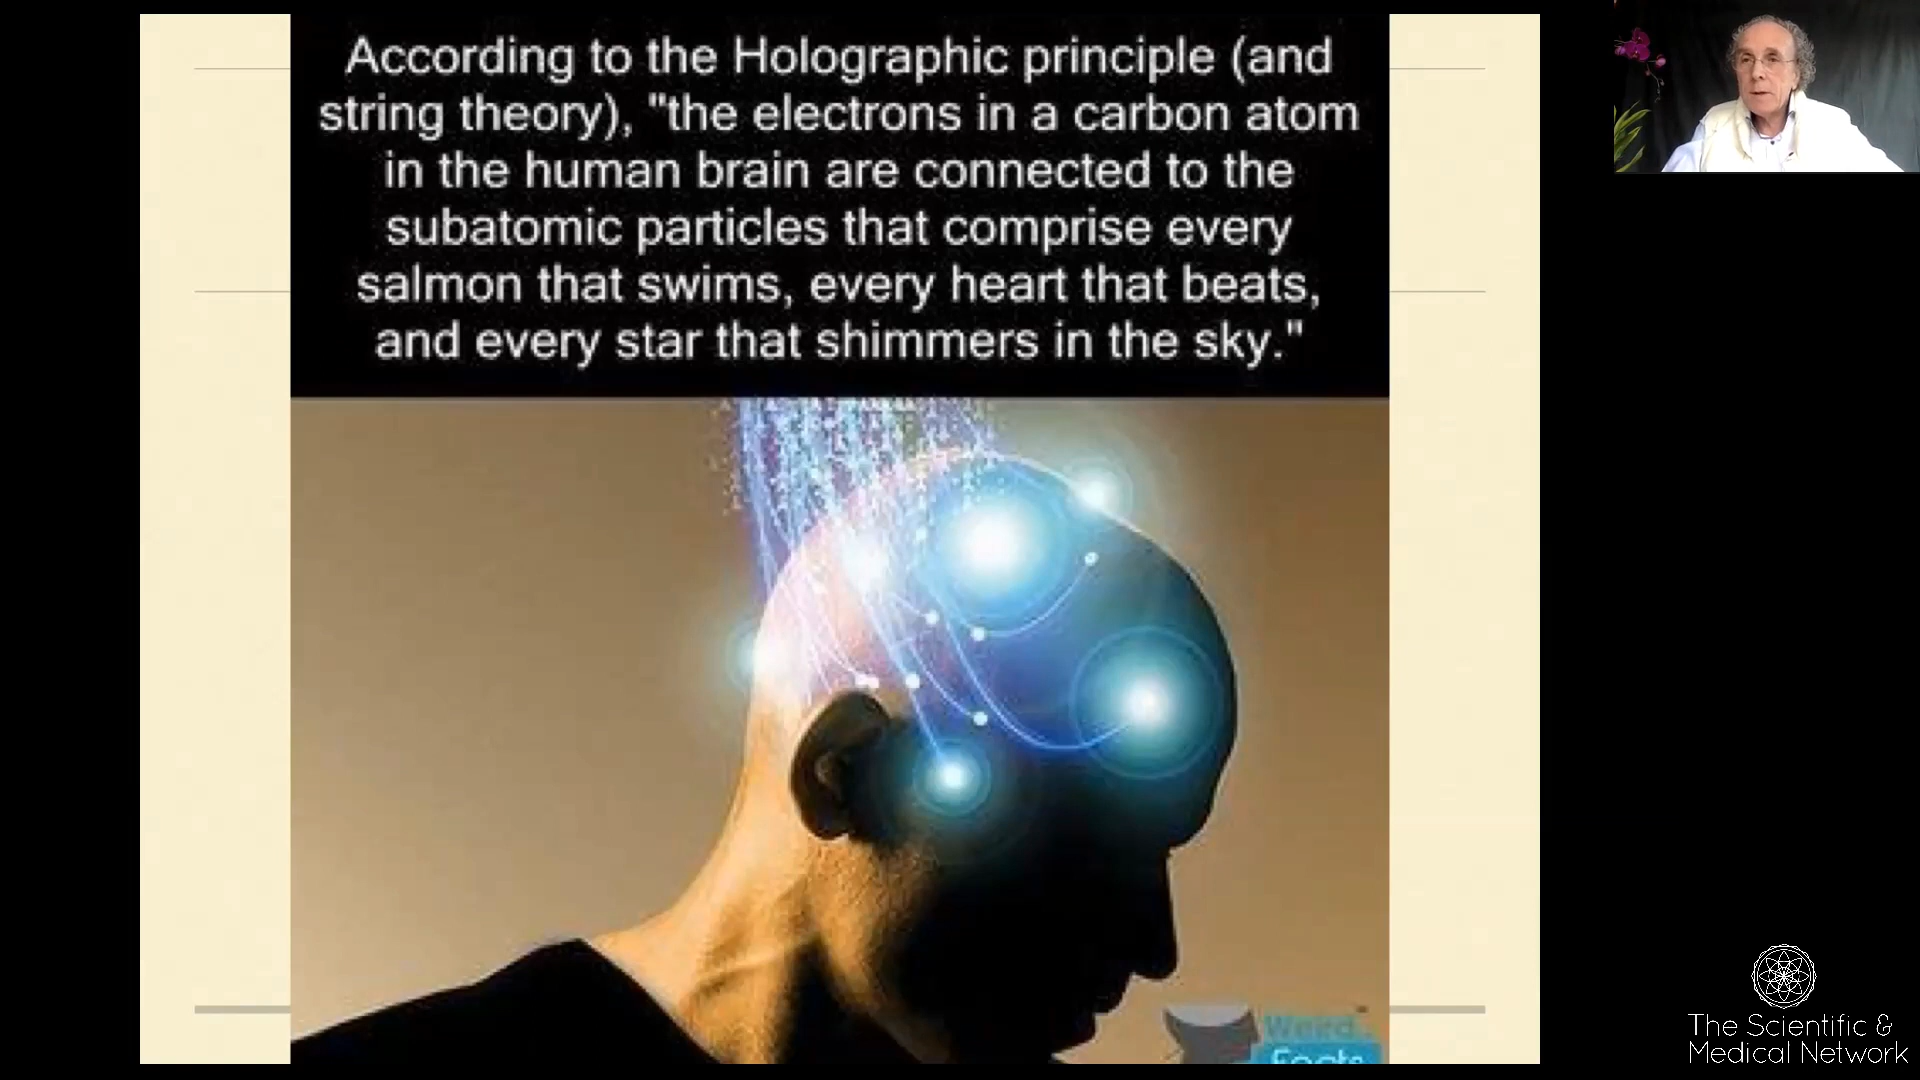 According to the Holographic principle (and
string theory), "the electrons in a carbon atom
in the human brain are connected to the
subatomic particles that comprise every
salmon that swims, every heart that beats,
and every star that shimmers in the sky."
Weird
Facts
The Scientific &
Medical Network